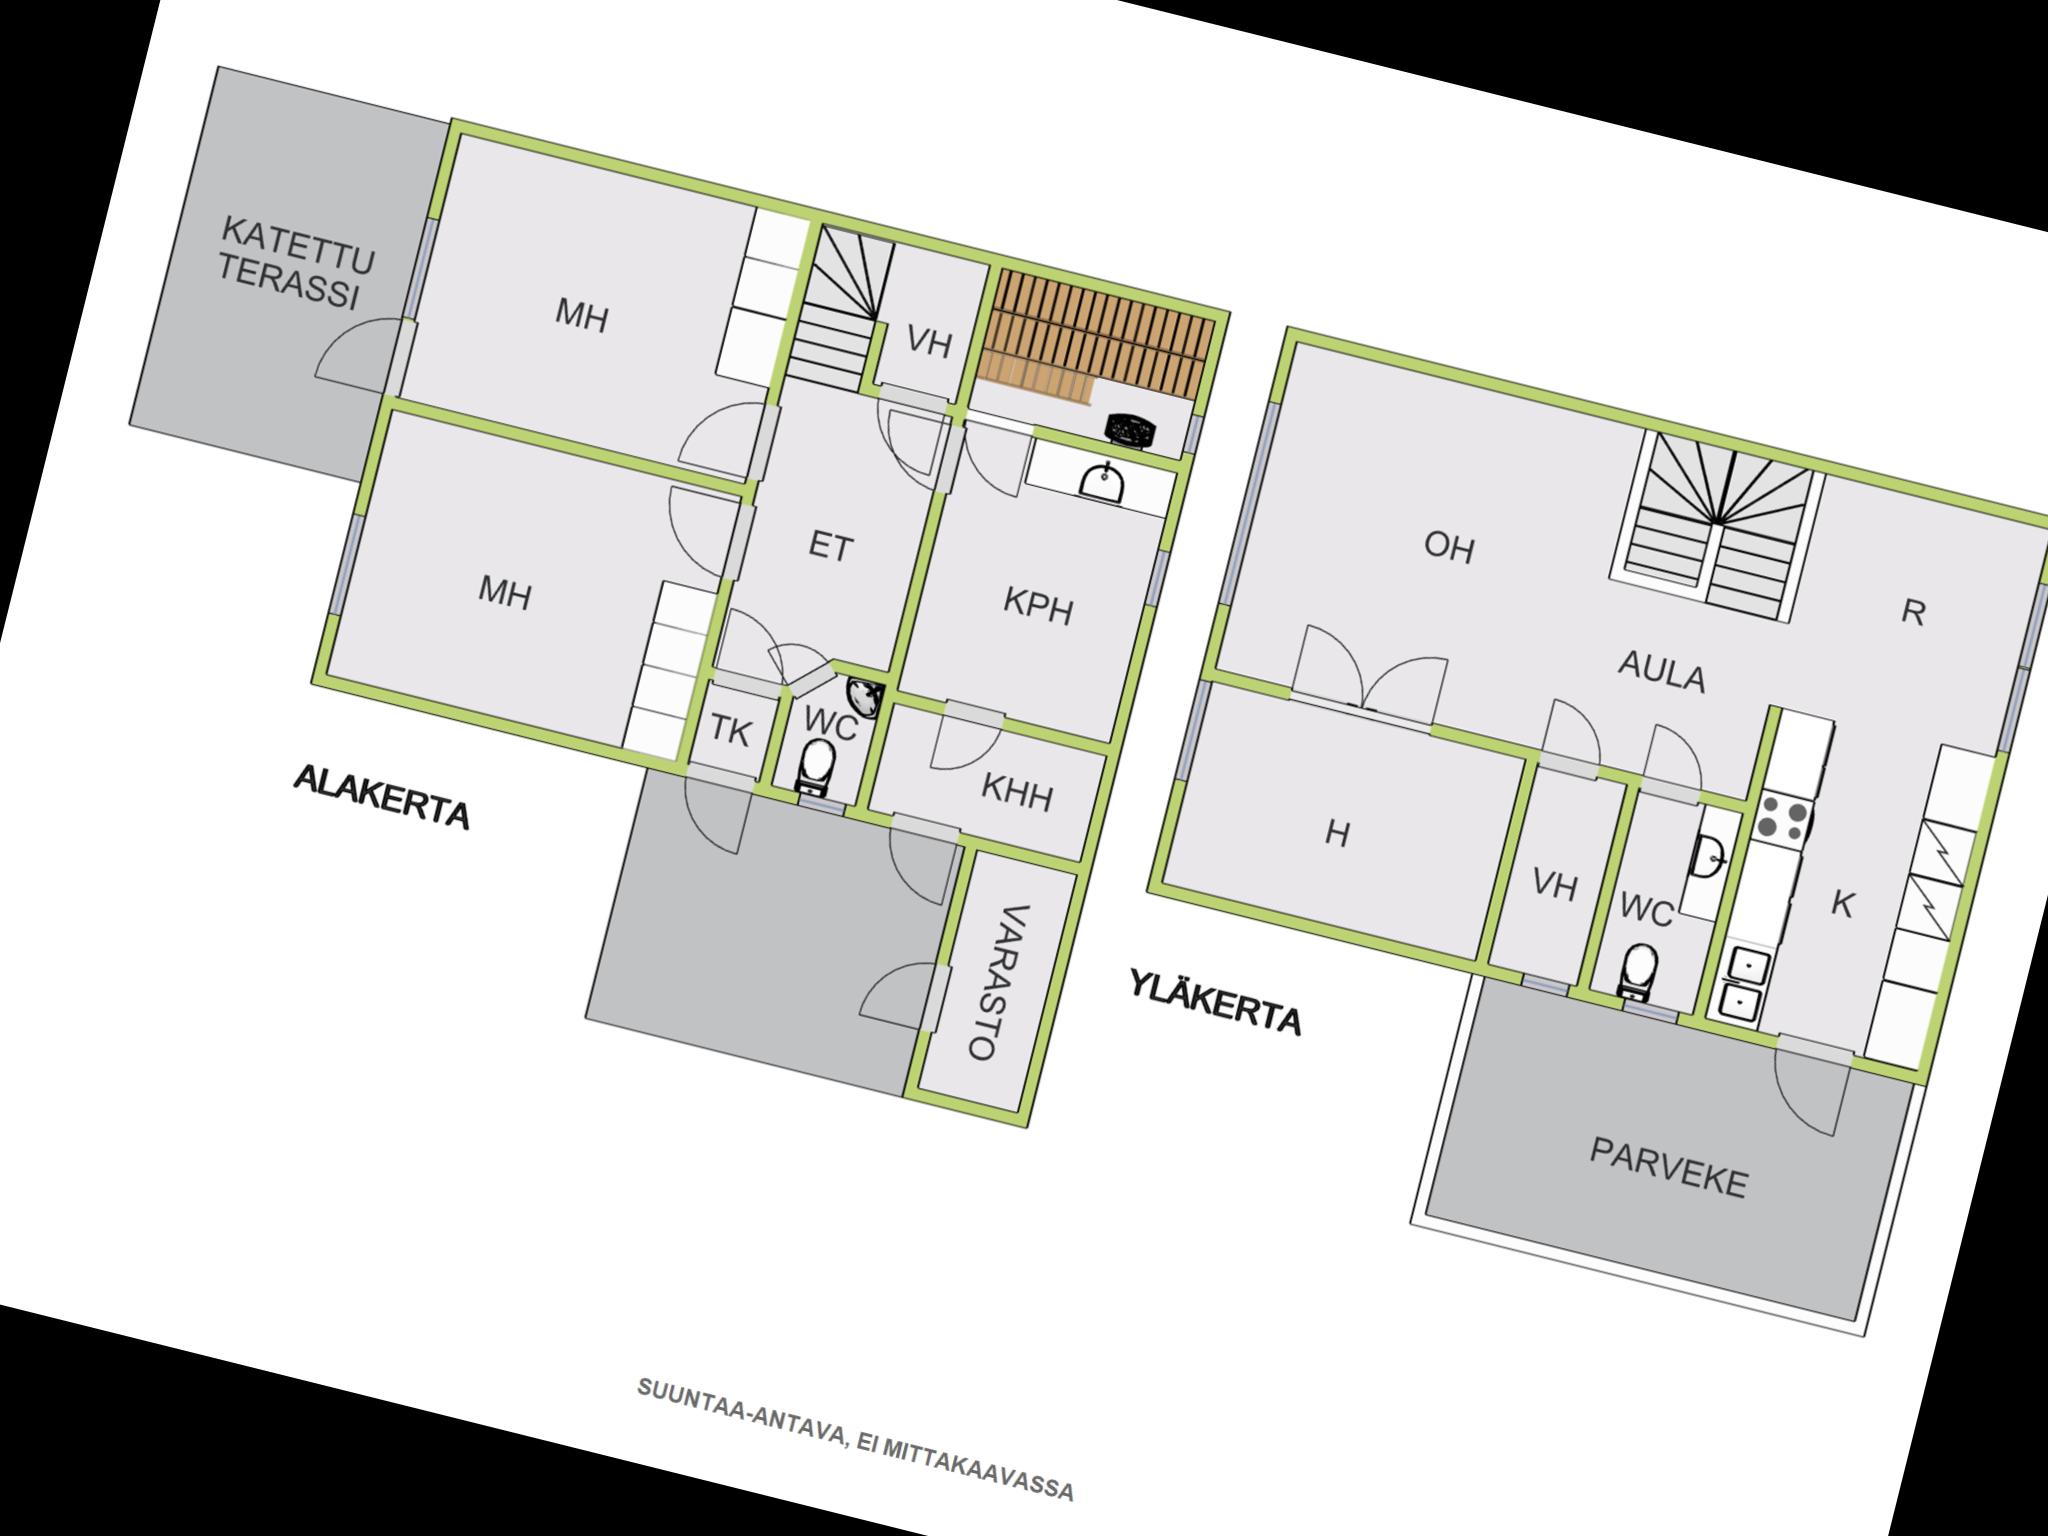 KATETTU
TERASSI
MH
VH
MH
ET
KPH
TK
WC
KHH
VARASTO
ALAKERTA
OH
R
AULA
H
VH
WC
K
YLÄKERTA
PARVEKE
SUUNTAA-ANTAVA, EI MITTAKAAVASSA